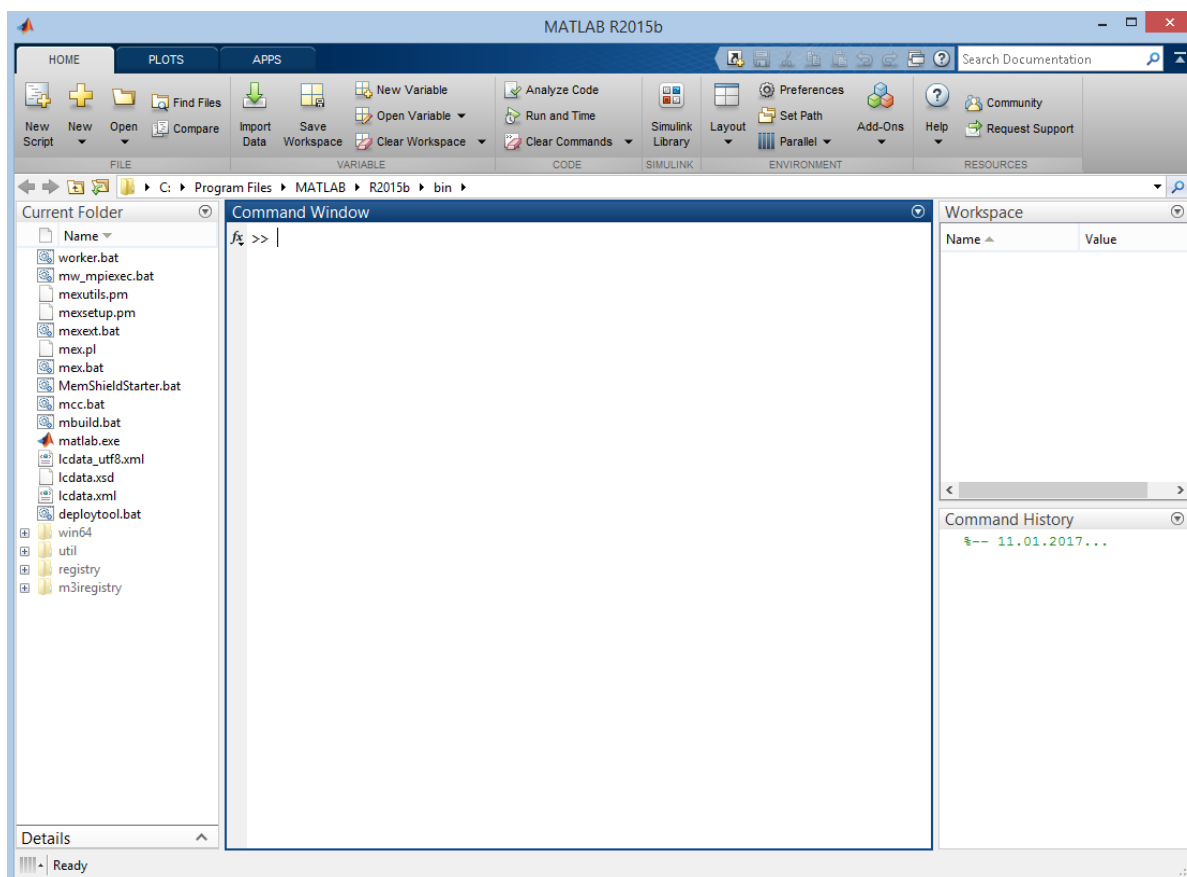 MATLAB R2015b
HOME PLOTS APPS
Search Documentation
New Script
New
Open
Find Files
Compare
FILE
Import Data
Save Workspace
New Variable
Open Variable
Clear Workspace
VARIABLE
Analyze Code
Run and Time
Clear Commands
CODE
Simulink Library
SIMULINK
Layout
Preferences
Set Path
Parallel
Add-Ons
ENVIRONMENT
Help
Community
Request Support
RESOURCES
C: Program Files MATLAB R2015b bin
Current Folder
Name
worker.bat
mw_mpiexec.bat
mexutils.pm
mexsetup.pm
mexext.bat
mex.pl
mex.bat
MemShieldStarter.bat
mcc.bat
mbuild.bat
matlab.exe
lcdata_utf8.xml
lcdata.xsd
lcdata.xml
deploytool.bat
win64
util
registry
m3iregistry
Details
Command Window
fx >>
Workspace
Name Value
Command History
%-- 11.01.2017...
Ready